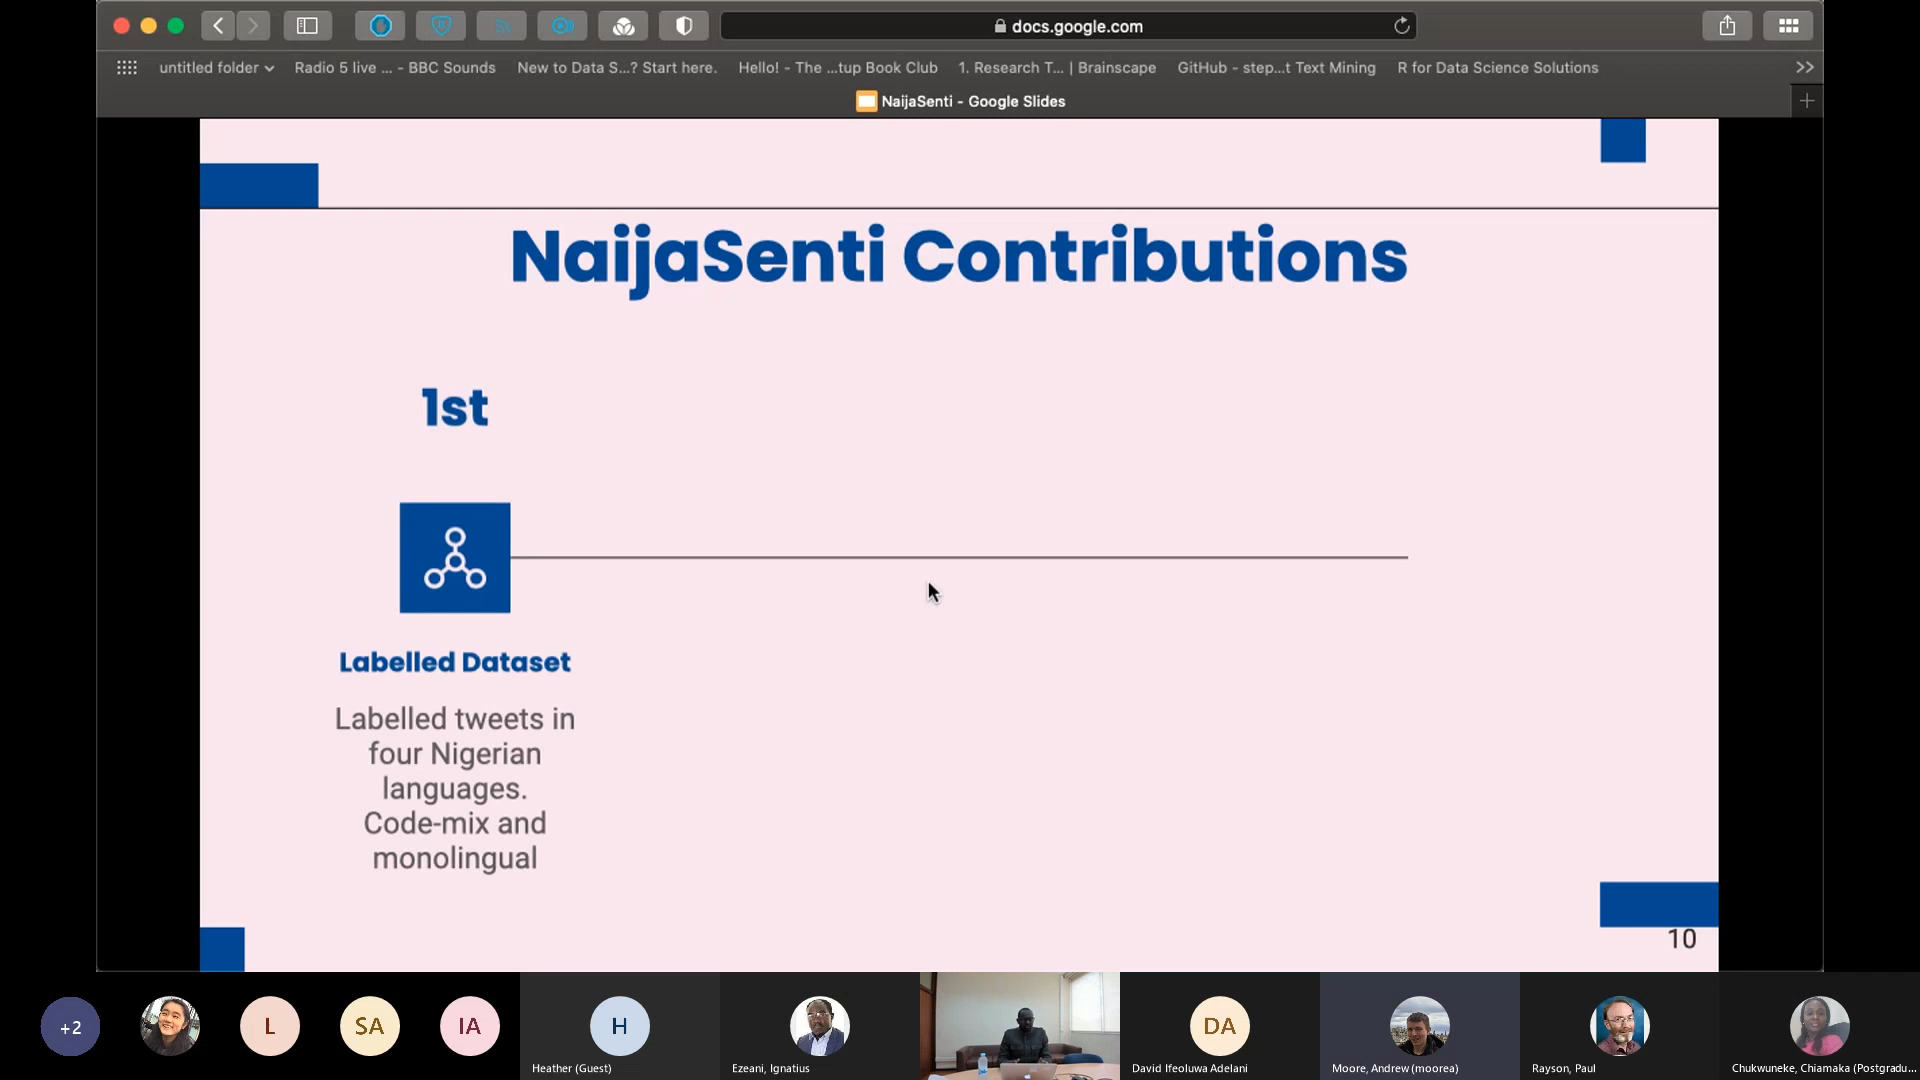 docs.google.com
untitled folder
Radio 5 live ... - BBC Sounds
New to Data S...? Start here.
Hello! - The ...tup Book Club
1. Research T... | Brainscape
GitHub - step...t Text Mining
R for Data Science Solutions
NaijaSenti - Google Slides
NaijaSenti Contributions
1st
Labelled Dataset
Labelled tweets in
four Nigerian
languages.
Code-mix and
monolingual
10
+2
L
SA
IA
H
Heather (Guest)
Ezeani, Ignatius
DA
David Ifeoluwa Adelani
Moore, Andrew (moorea)
Rayson, Paul
Chukwuneke, Chiamaka (Postgradu...